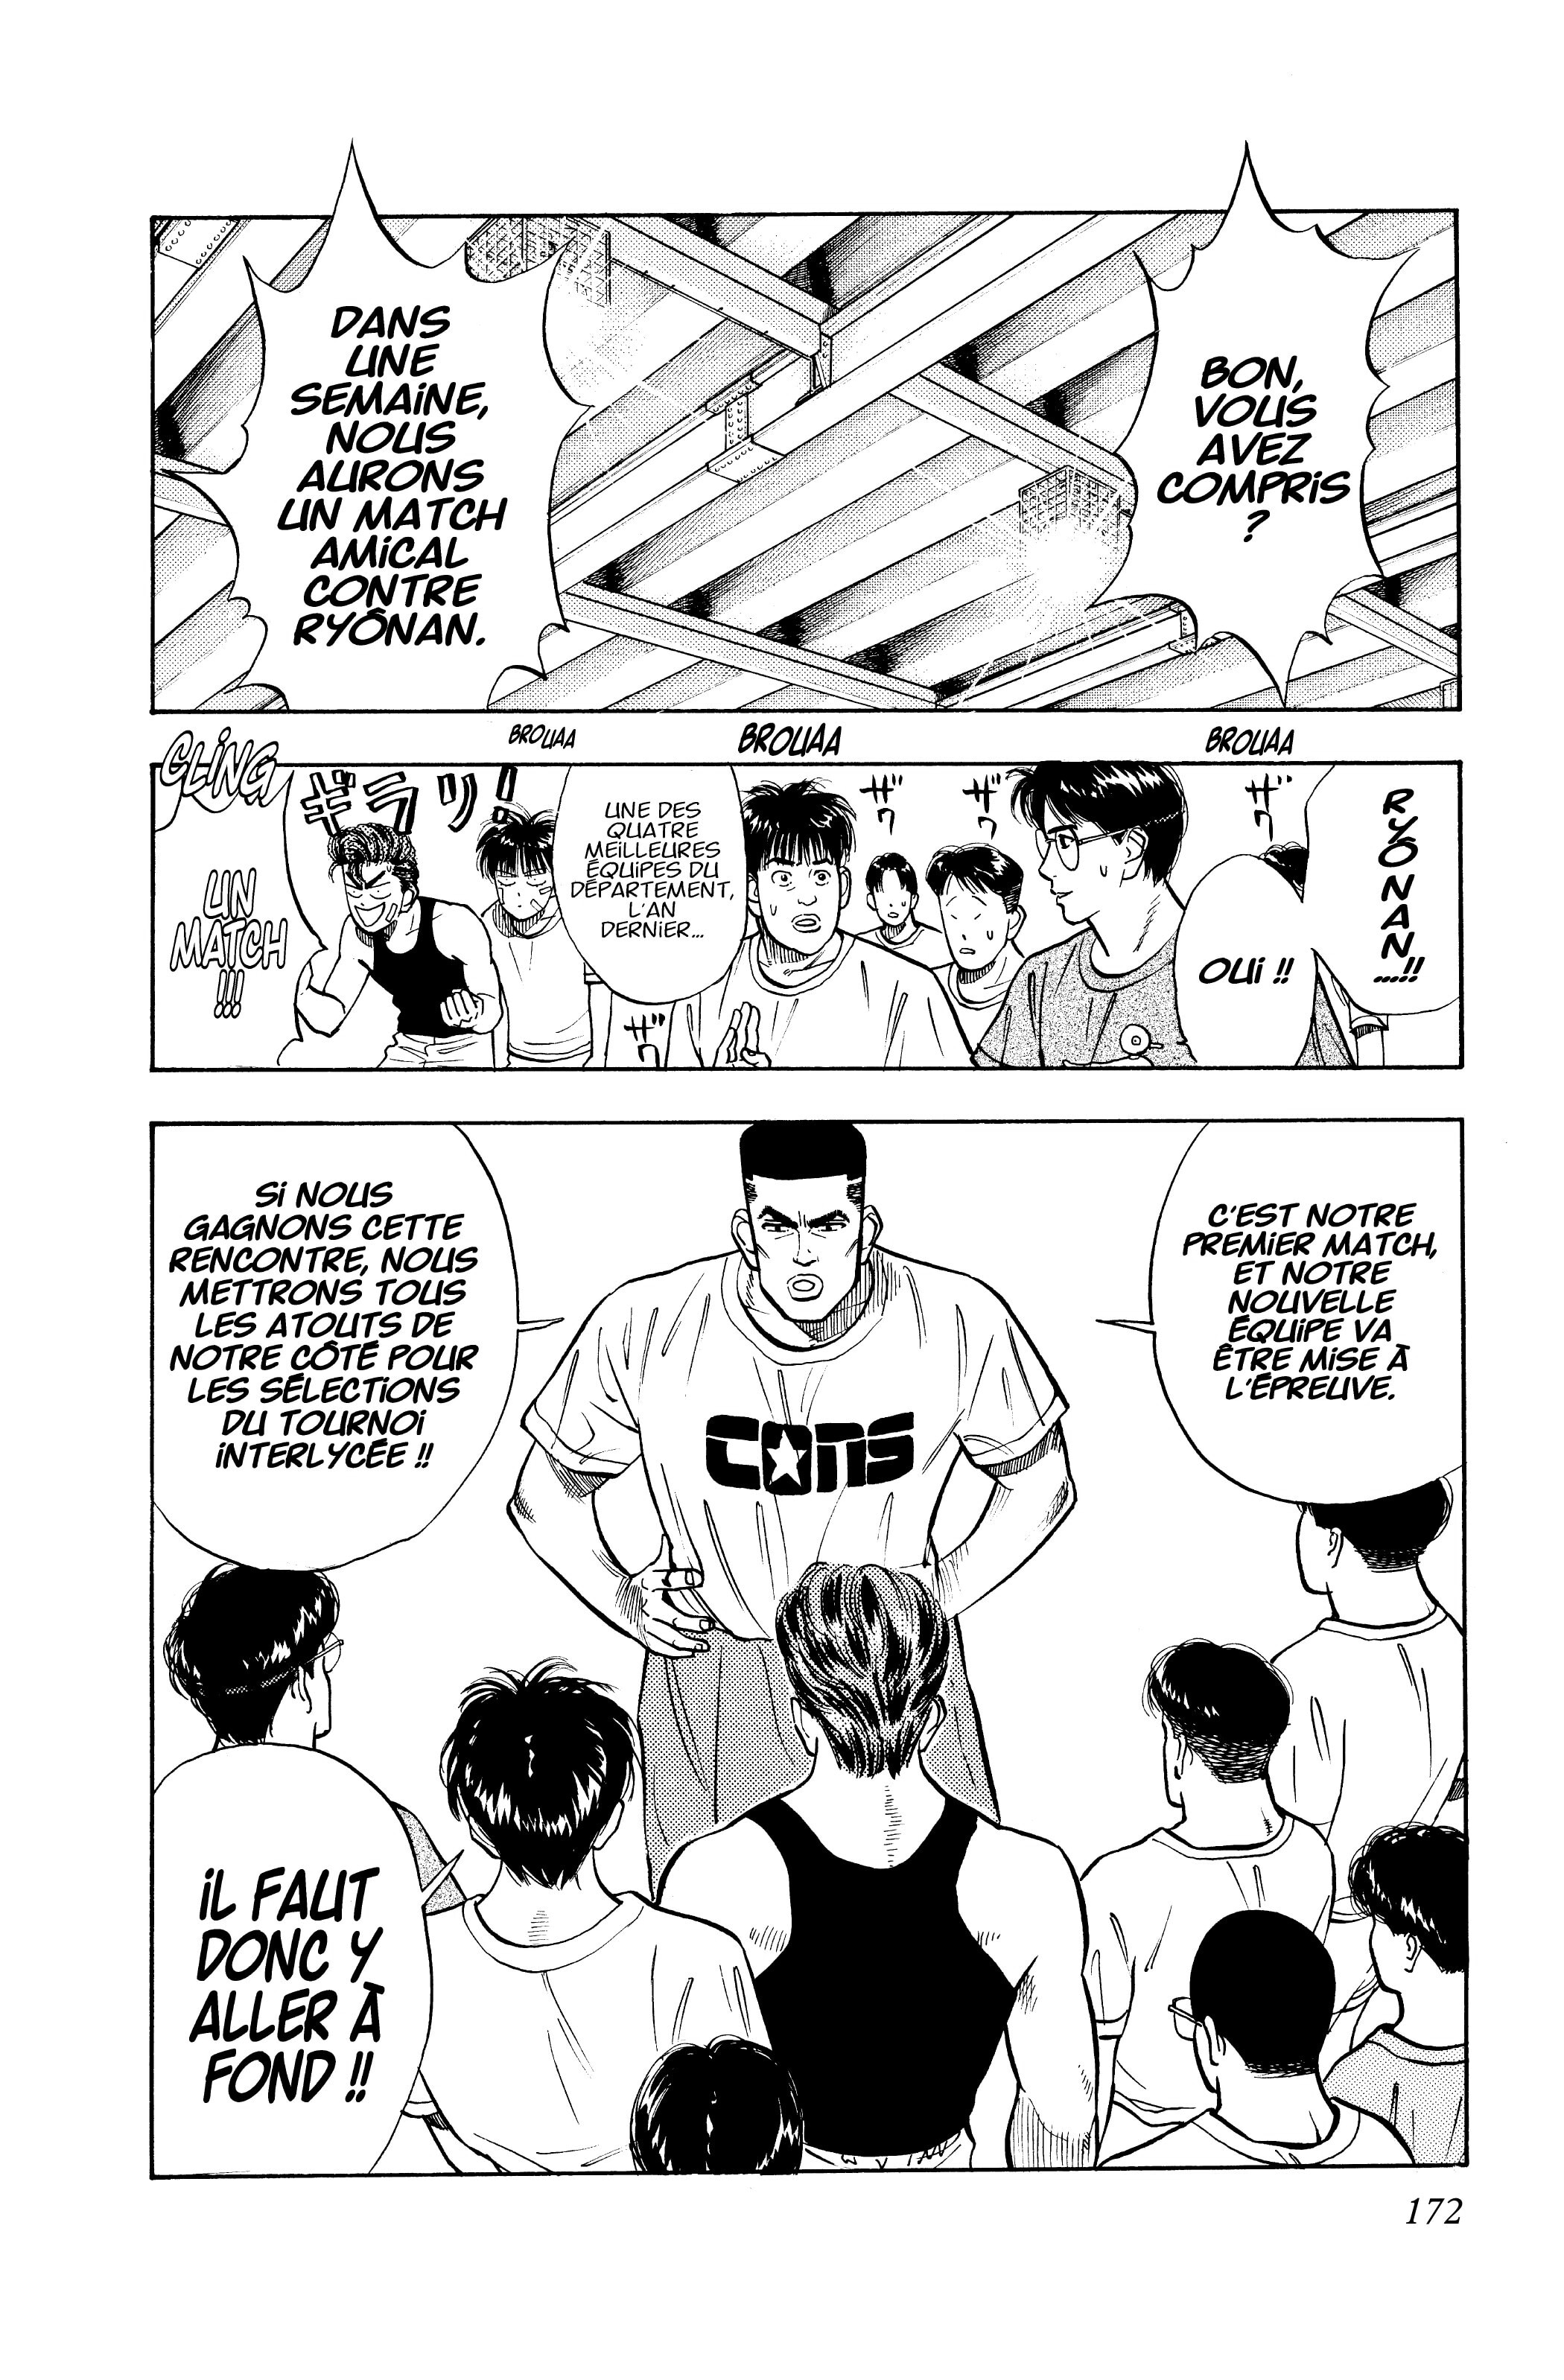 BON,
VOUS
AVEZ
COMPRIS
?
DANS
UNE
SEMAINE,
NOUS
AURONS
UN MATCH
AMICAL
CONTRE
RYÔNAN.
BROUAA
BROUAA
BROUAA
RYÔNAN
...!!
OUI !!
ザワ
ザワ
ザワ
ザワ
UNE DES
QUATRE
MEILLEURES
ÉQUIPES DU
DÉPARTEMENT,
L'AN
DERNIER...
ギラリ!
CLING
UN
MATCH
!!!
C'EST NOTRE
PREMIER MATCH,
ET NOTRE
NOUVELLE
ÉQUIPE VA
ÊTRE MISE À
L'ÉPREUVE.
SI NOUS
GAGNONS CETTE
RENCONTRE, NOUS
METTRONS TOUS
LES ATOUTS DE
NOTRE CÔTÉ POUR
LES SÉLECTIONS
DU TOURNOI
INTERLYCÉE !!
CONS
IL FAUT
DONC Y
ALLER À
FOND !!
172